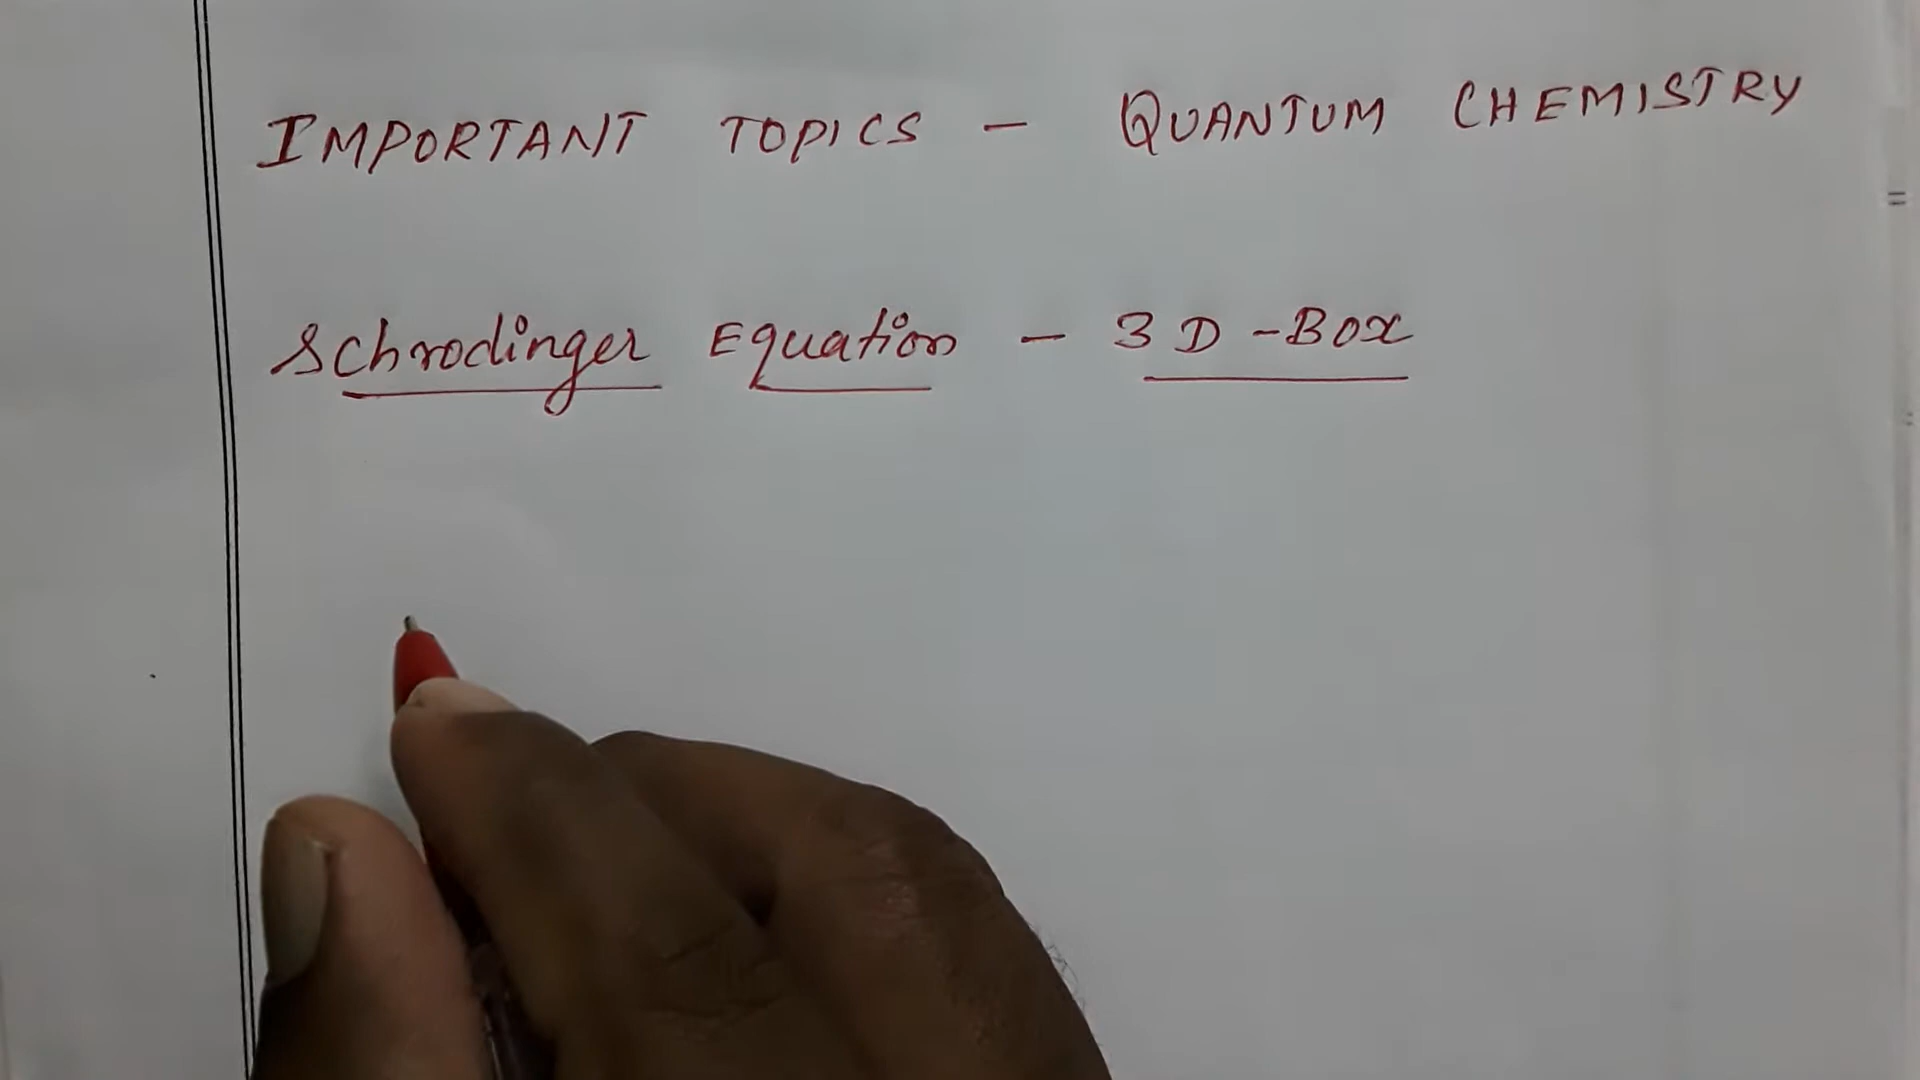 IMPORTANT TOPICS - QUANTUM CHEMISTRY
Schrodinger Equation - 3D-Box